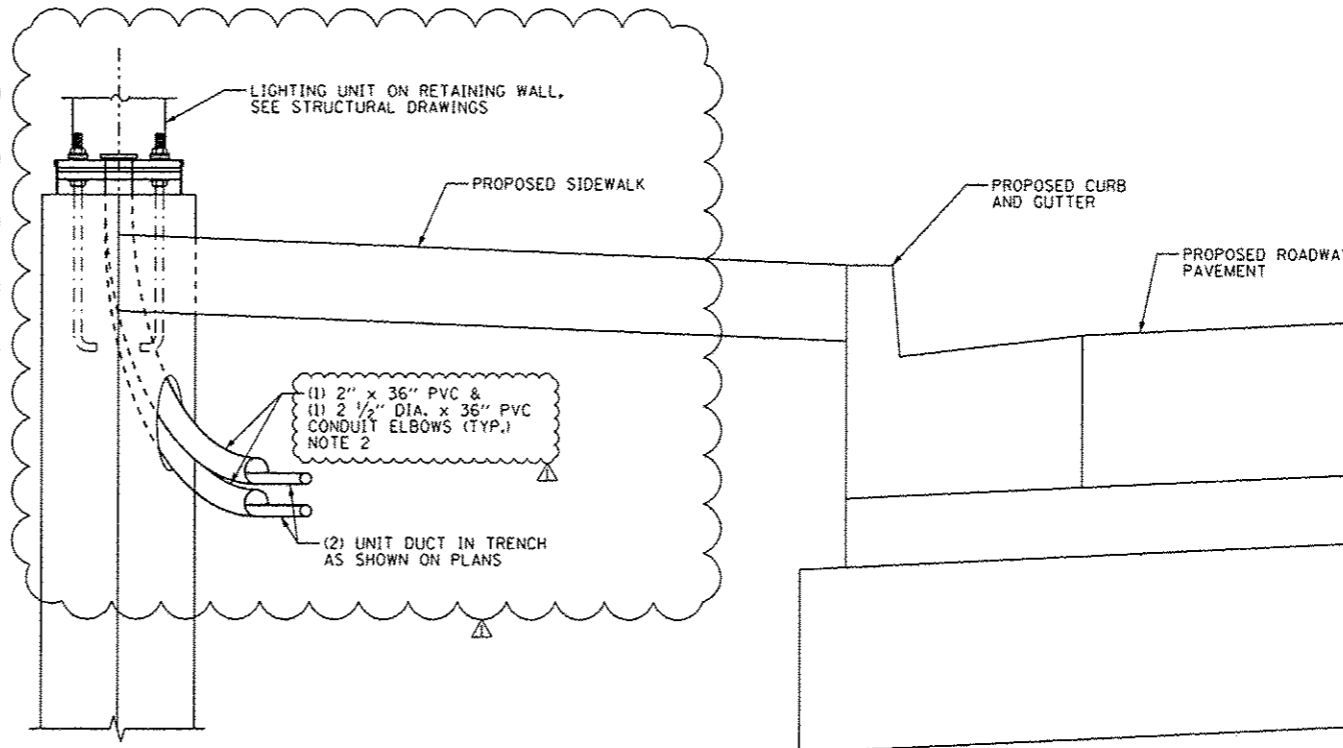 LIGHTING UNIT ON RETAINING WALL,
SEE STRUCTURAL DRAWINGS
PROPOSED SIDEWALK
PROPOSED CURB
AND GUTTER
PROPOSED ROADWA
PAVEMENT
(1) 2" x 36" PVC &
(1) 2 1/2" DIA. x 36" PVC
CONDUIT ELBOWS (TYP.)
NOTE 2
1
(2) UNIT DUCT IN TRENCH
AS SHOWN ON PLANS
1